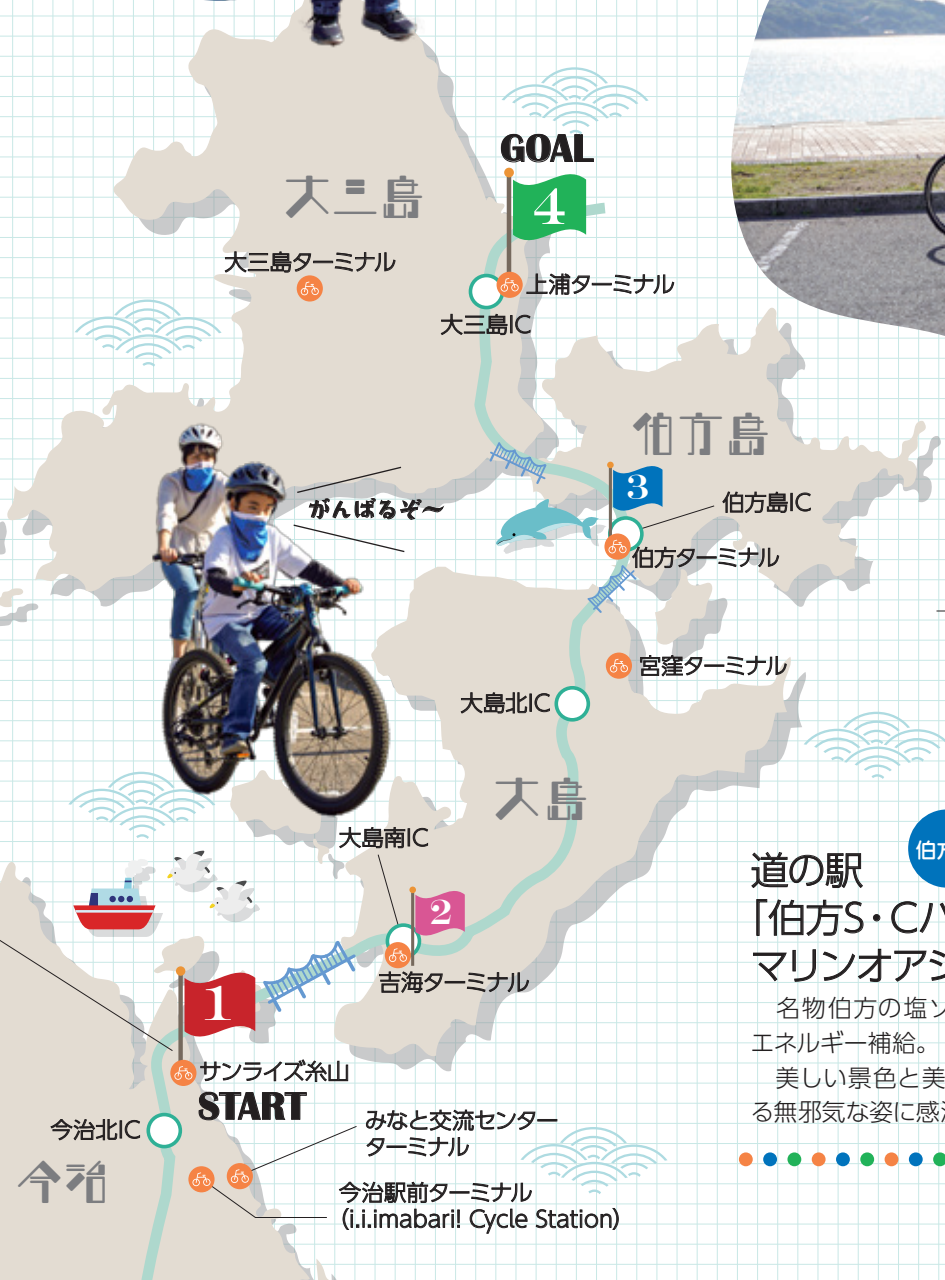 GOAL
4
大三島
大三島ターミナル
上浦ターミナル
大三島IC
伯方島
3
伯方島IC
がんばるぞ〜
伯方ターミナル
宮窪ターミナル
大島北IC
大島
大島南IC
2
吉海ターミナル
伯方
道の駅
「伯方S・Cパ
マリンオアシ
名物伯方の塩ソ
エネルギー補給。
美しい景色と美
る無邪気な姿に感
1
サンライズ糸山
START
今治北IC
今治
みなと交流センター
ターミナル
今治駅前ターミナル
(i.i.imabari! Cycle Station)